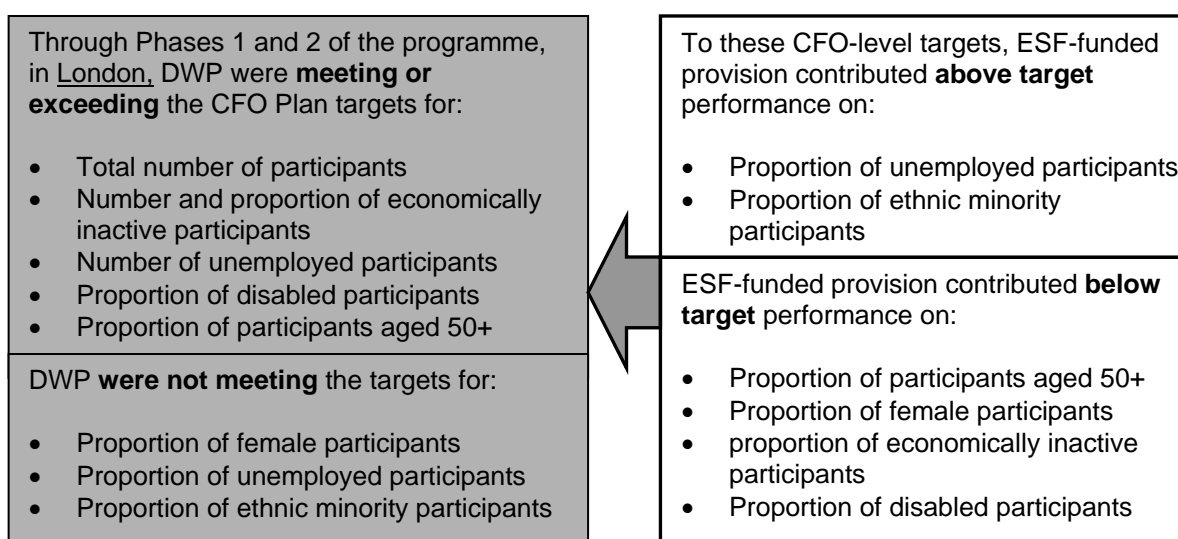 Through Phases 1 and 2 of the programme,
in London, DWP were meeting or
exceeding the CFO Plan targets for:
• Total number of participants
• Number and proportion of economically
inactive participants
• Number of unemployed participants
• Proportion of disabled participants
• Proportion of participants aged 50+
DWP were not meeting the targets for:
• Proportion of female participants
• Proportion of unemployed participants
• Proportion of ethnic minority participants
To these CFO-level targets, ESF-funded
provision contributed above target
performance on:
• Proportion of unemployed participants
• Proportion of ethnic minority
participants
ESF-funded provision contributed below
target performance on:
• Proportion of participants aged 50+
• Proportion of female participants
• proportion of economically inactive
participants
• Proportion of disabled participants